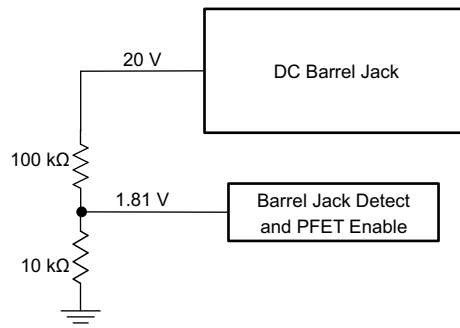 20 V
DC Barrel Jack
100 kΩ
1.81 V
Barrel Jack Detect
and PFET Enable
10 kΩ